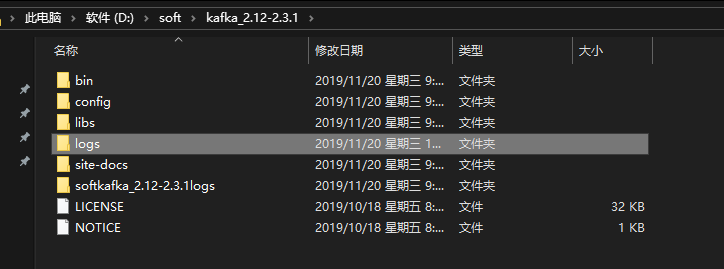 此电脑 › 软件 (D:) › soft › kafka_2.12-2.3.1 ›
名称 修改日期 类型 大小
bin 2019/11/20 星期三 9:... 文件夹
config 2019/11/20 星期三 9:... 文件夹
libs 2019/11/20 星期三 9:... 文件夹
logs 2019/11/20 星期三 1... 文件夹
site-docs 2019/11/20 星期三 9:... 文件夹
softkafka_2.12-2.3.1logs 2019/11/20 星期三 9:... 文件夹
LICENSE 2019/10/18 星期五 8:... 文件 32 KB
NOTICE 2019/10/18 星期五 8:... 文件 1 KB